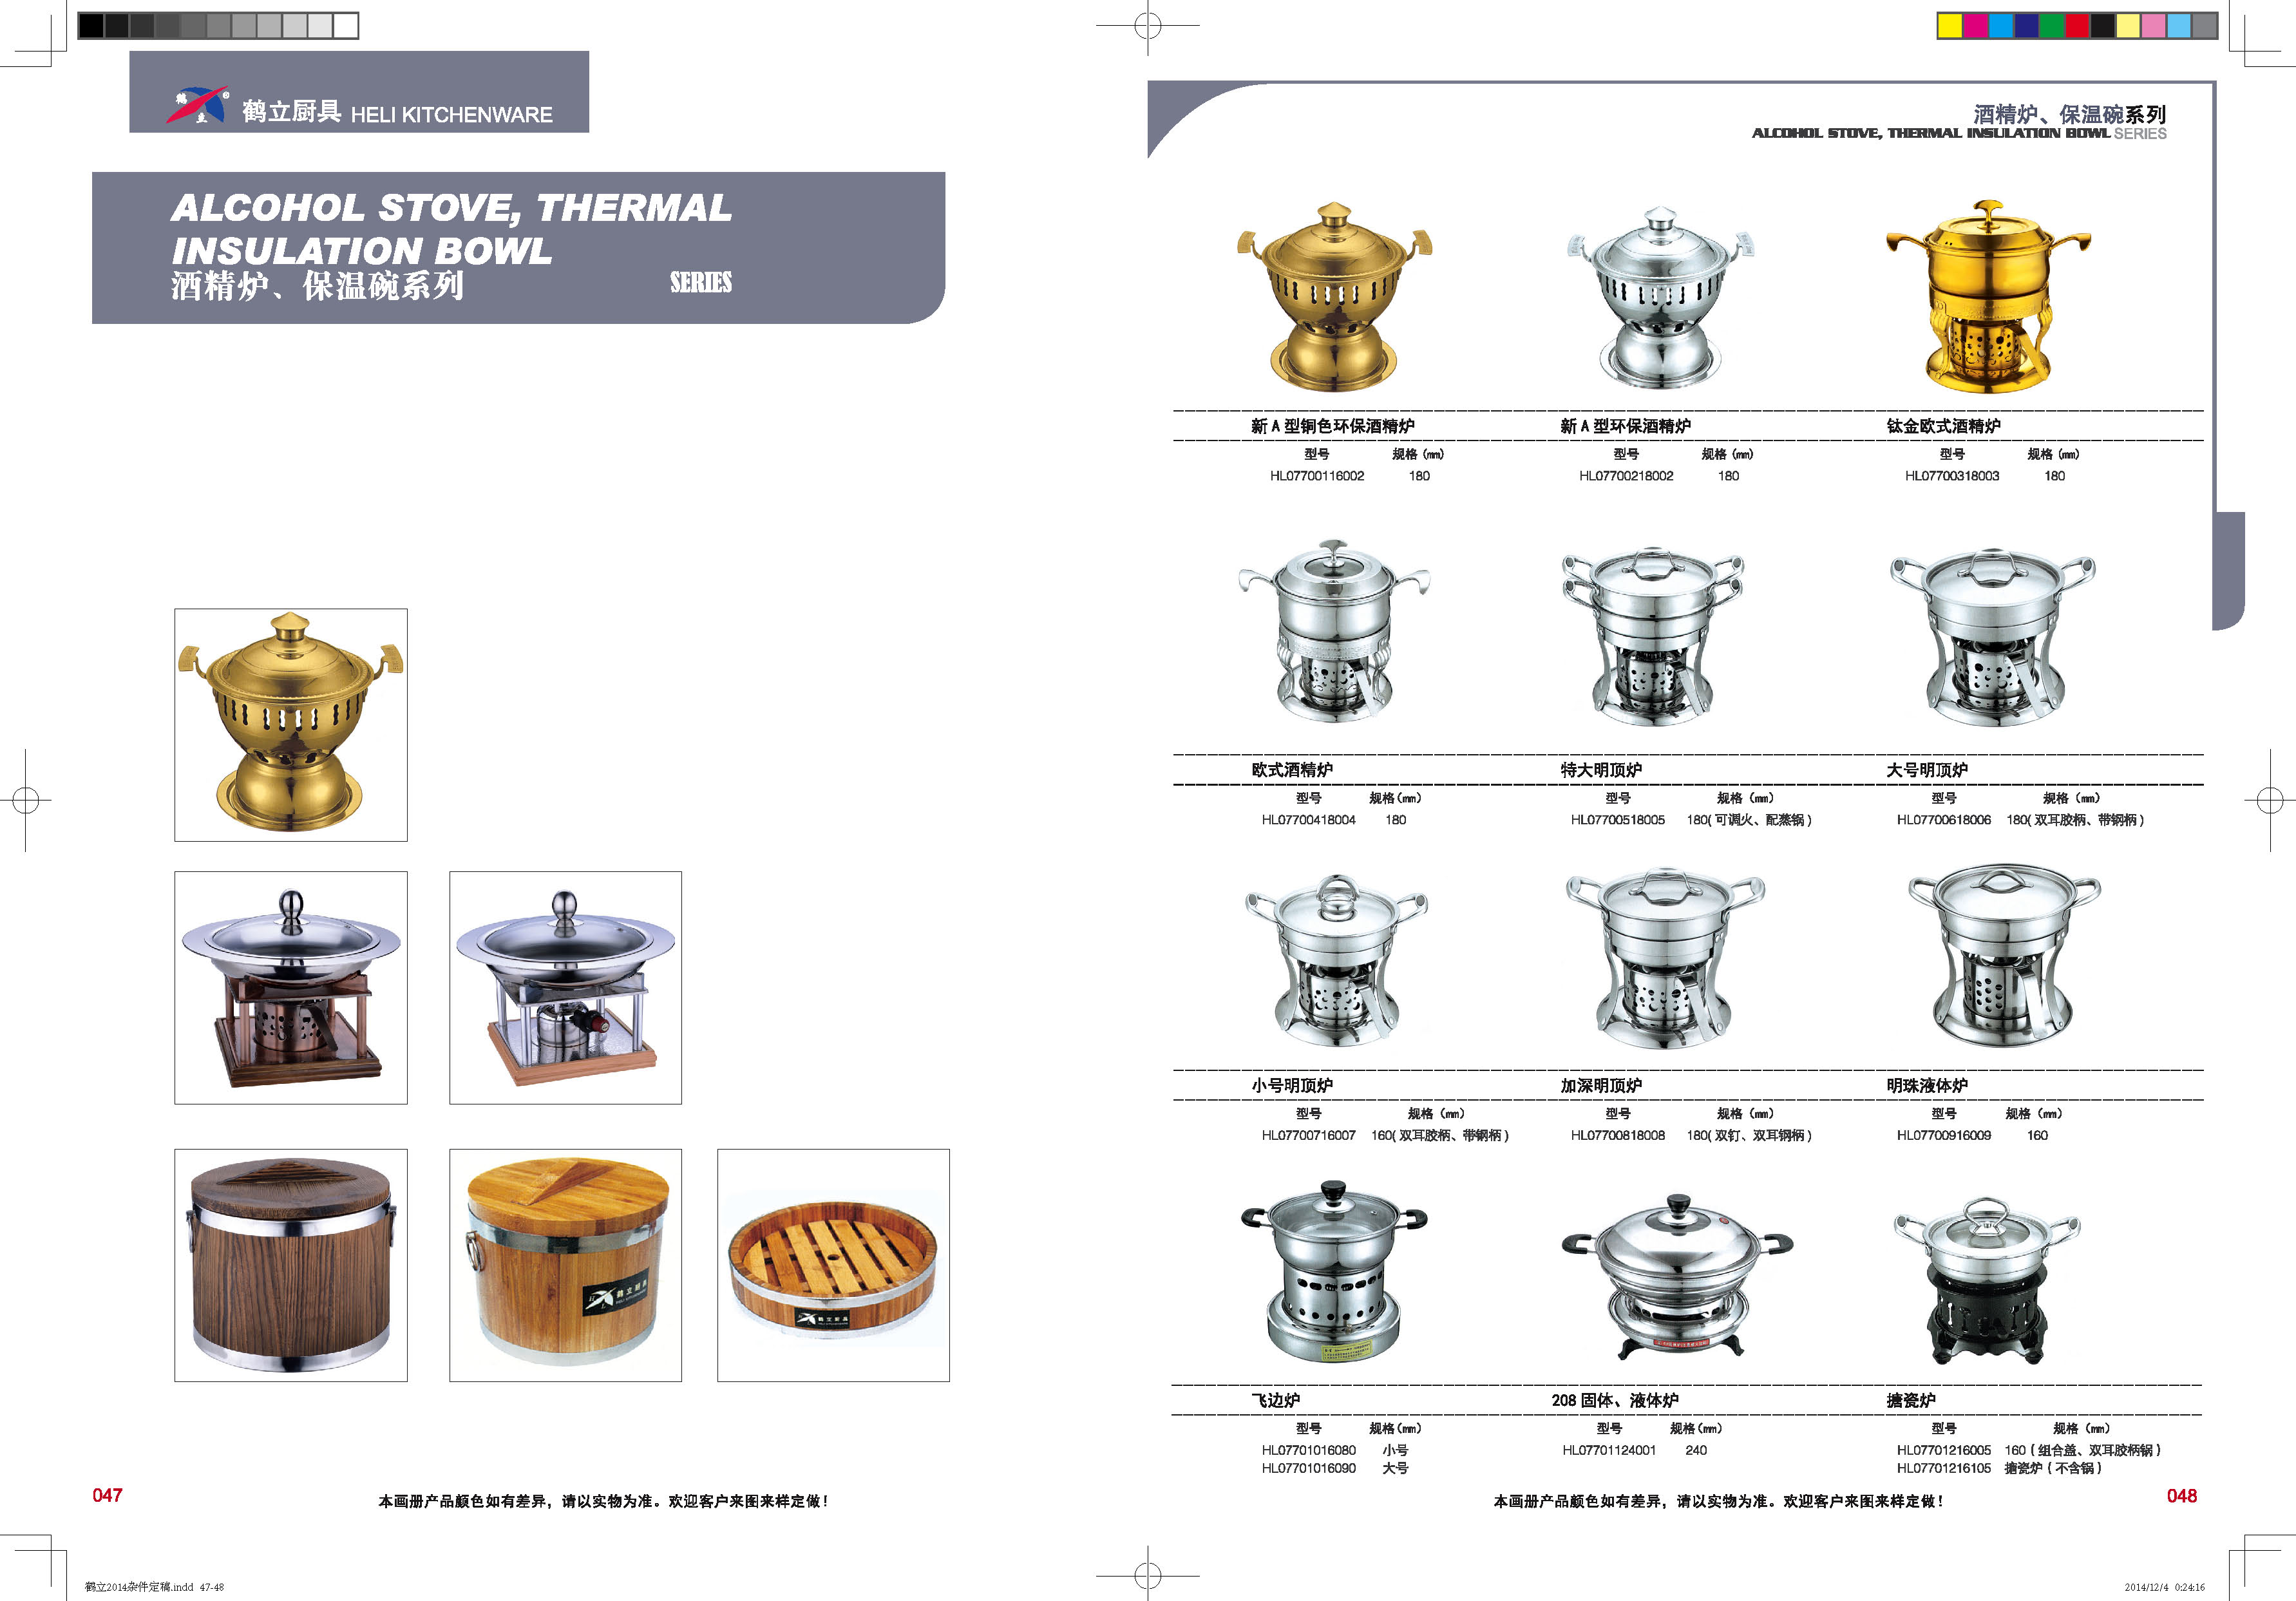 鹤立厨具 HELI KITCHENWARE
ALCOHOL STOVE, THERMAL
INSULATION BOWL
酒精炉、保温碗系列 SERIES
鹤立厨具
HELI KITCHENWARE
鹤立厨具
HELI KITCHENWARE
047
本画册产品颜色如有差异，请以实物为准。欢迎客户来图来样定做！
酒精炉、保温碗系列
ALCOHOL STOVE, THERMAL INSULATION BOWL SERIES
新 A 型铜色环保酒精炉 新 A 型环保酒精炉 钛金欧式酒精炉
型号 规格 (mm) 型号 规格 (mm) 型号 规格 (mm)
HL07700116002 180 HL07700218002 180 HL07700318003 180
欧式酒精炉 特大明顶炉 大号明顶炉
型号 规格 (mm) 型号 规格 (mm) 型号 规格 (mm)
HL07700418004 180 HL07700518005 180( 可调火、配蒸锅 ) HL07700618006 180( 双耳胶柄、带钢柄 )
小号明顶炉 加深明顶炉 明珠液体炉
型号 规格 (mm) 型号 规格 (mm) 型号 规格 (mm)
HL07700716007 160( 双耳胶柄、带钢柄 ) HL07700818008 180( 双钉、双耳钢柄 ) HL07700916009 160
飞边炉 208 固体、液体炉 搪瓷炉
型号 规格 (mm) 型号 规格 (mm) 型号 规格 (mm)
HL07701016080 小号 HL07701124001 240 HL07701216005 160 ( 组合盖、双耳胶柄锅 )
HL07701016090 大号 HL07701216105 搪瓷炉 ( 不含锅 )
本画册产品颜色如有差异，请以实物为准。欢迎客户来图来样定做！
048
鹤立2014杂件定稿.indd 47-48
2014/12/4 0:24:16